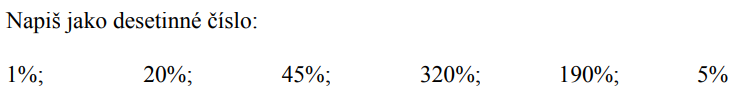 Napiš jako desetinné číslo:
1%; 20%; 45%; 320%; 190%; 5%